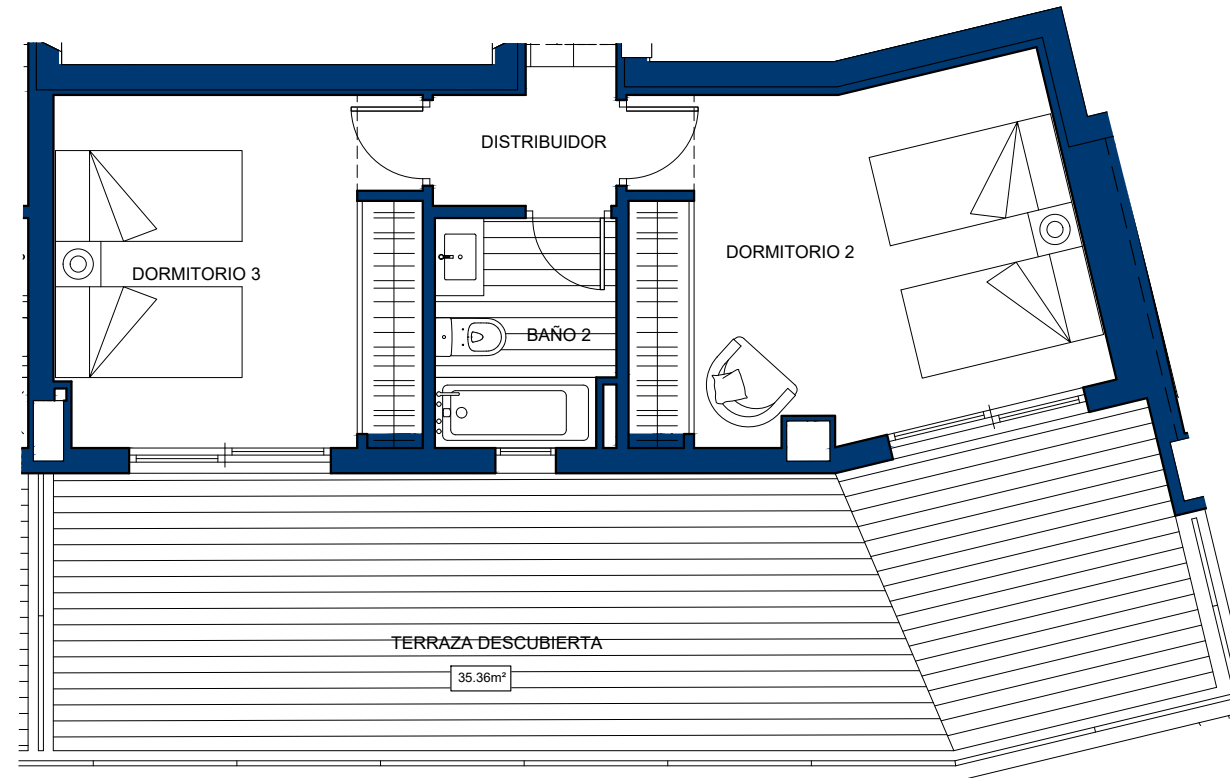 DISTRIBUIDOR
DORMITORIO 2
DORMITORIO 3
BAÑO 2
TERRAZA DESCUBIERTA
35.36m²